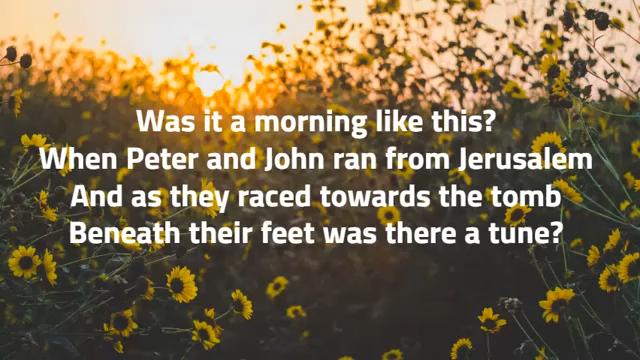 Was it a morning like this?
When Peter and John ran from Jerusalem
And as they raced towards the tomb
Beneath their feet was there a tune?